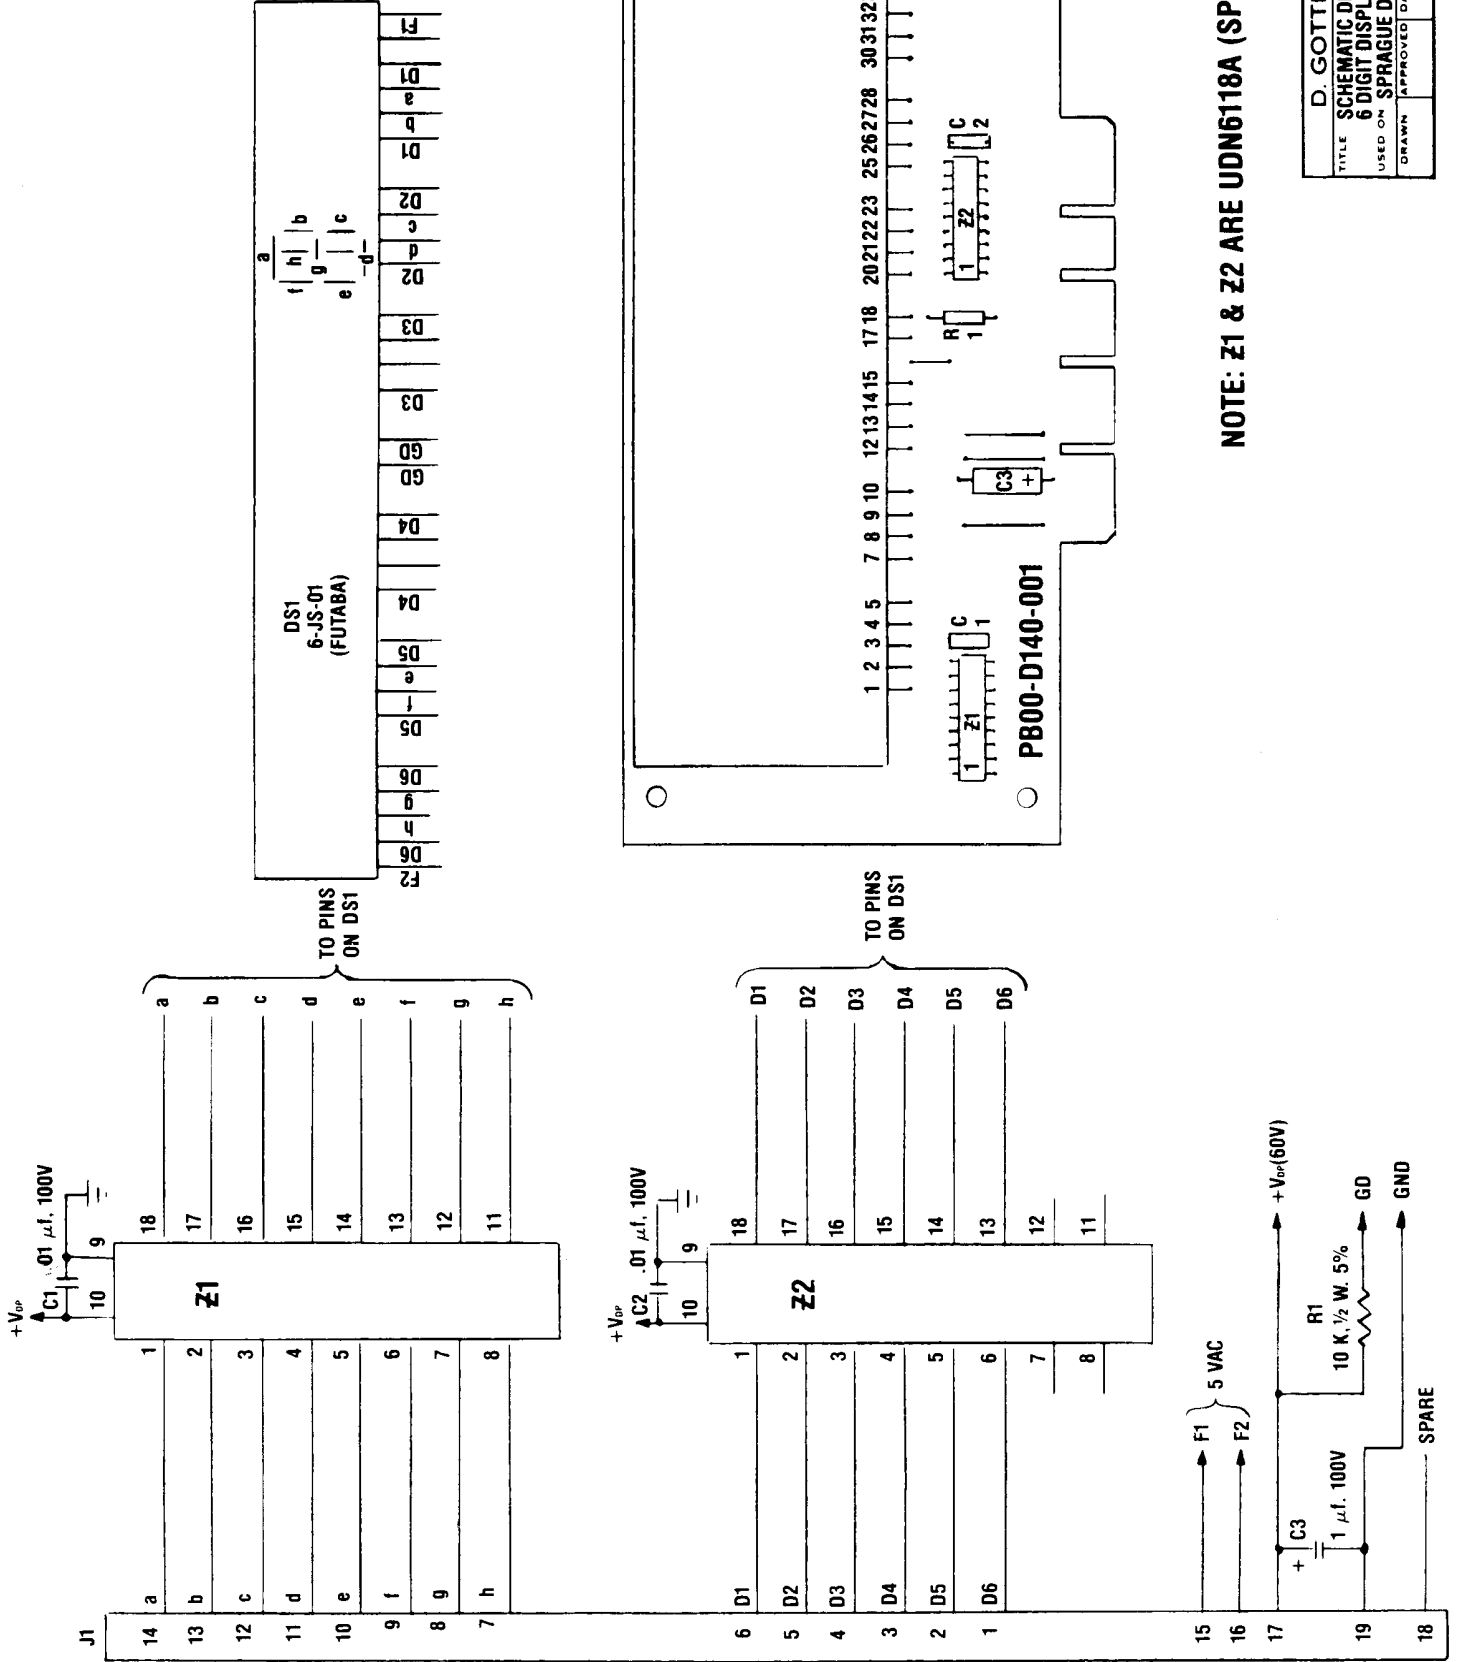 J1
14 a 1 18 a
13 b 2 17 b
12 c 3 16 c
11 d 4 15 d
10 e 5 14 e
9 f 6 13 f
8 g 7 12 g
7 h 8 11 h
+VDP
C1 .01 µf, 100V
10 9
Z1
TO PINS
ON DS1
+VDP
C2 .01 µf, 100V
10 9
Z2
6 D1 1 18 D1
5 D2 2 17 D2
4 D3 3 16 D3
3 D4 4 15 D4
2 D5 5 14 D5
1 D6 6 13 D6
7 12
8 11
TO PINS
ON DS1
15 F1
16 F2
5 VAC
17 +VDP(60V)
+ C3
1 µf. 100V
R1
10 K, ½ W. 5%
GD
19 GND
18 SPARE
DS1
6-JS-01
(FUTABA)
a
f h b
g
e c
d
F2 D6 h g D6 D5 f e D5 D4 D4 GD GD D3 D3 D2 d c D2 D1 b a D1 F1
1 2 3 4 5 7 8 9 10 12 13 14 15 17 18 20 21 22 23 25 26 27 28 30 31 32
1 Z1
C
1
C3
+
R
1
1 Z2
C
2
PB00-D140-001
NOTE: Z1 & Z2 ARE UDN6118A (SP
D. GOTT
TITLE SCHEMATIC D
6 DIGIT DISPL
USED ON SPRAGUE D
DRAWN APPROVED DA